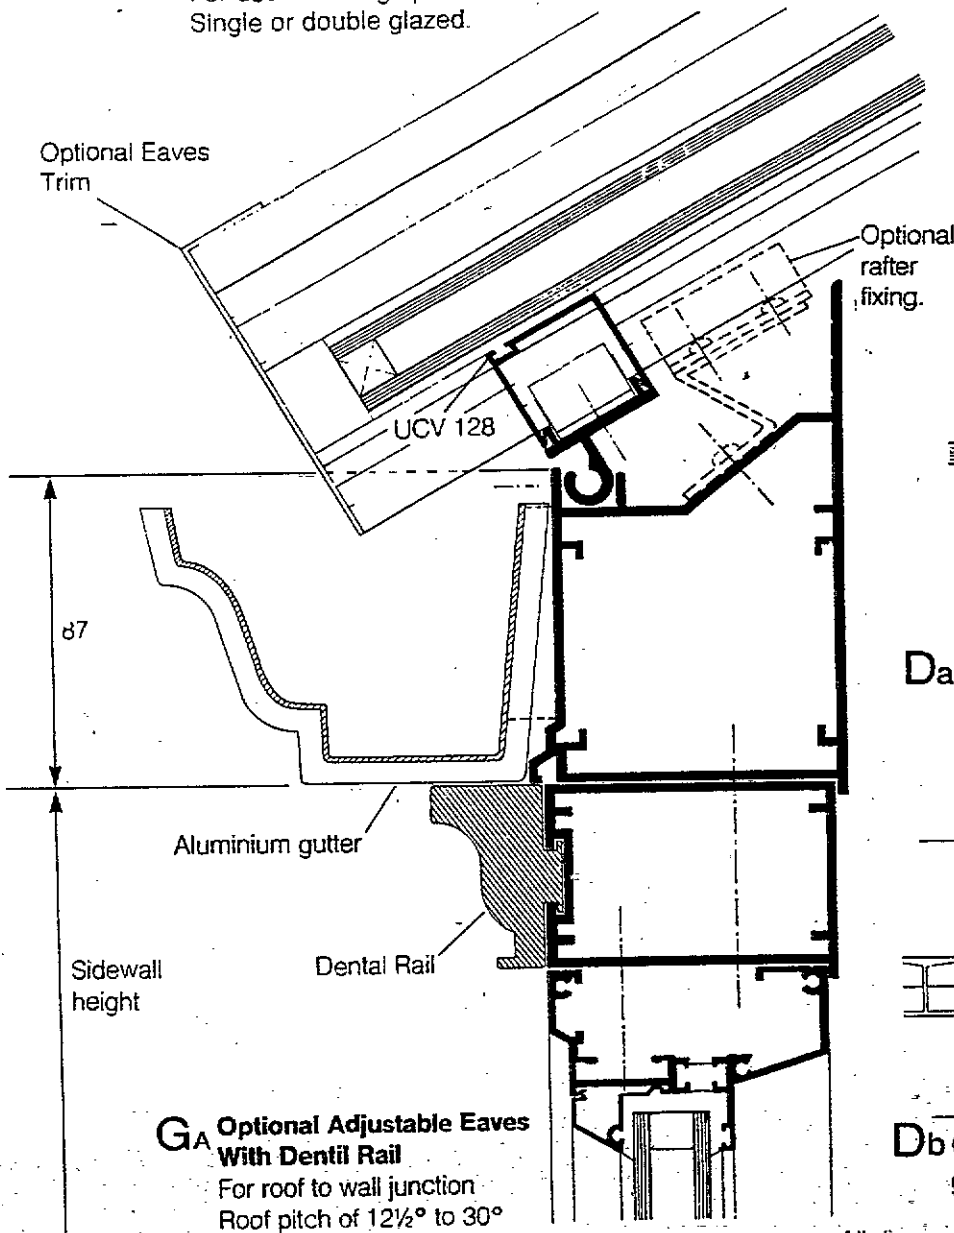 Single or double glazed.
Optional Eaves
Trim
Optional
rafter
fixing.
UCV 128
87
Da
Aluminium gutter
Dental Rail
Sidewall
height
GA Optional Adjustable Eaves
With Dentil Rail
For roof to wall junction
Roof pitch of 12½° to 30°
Db